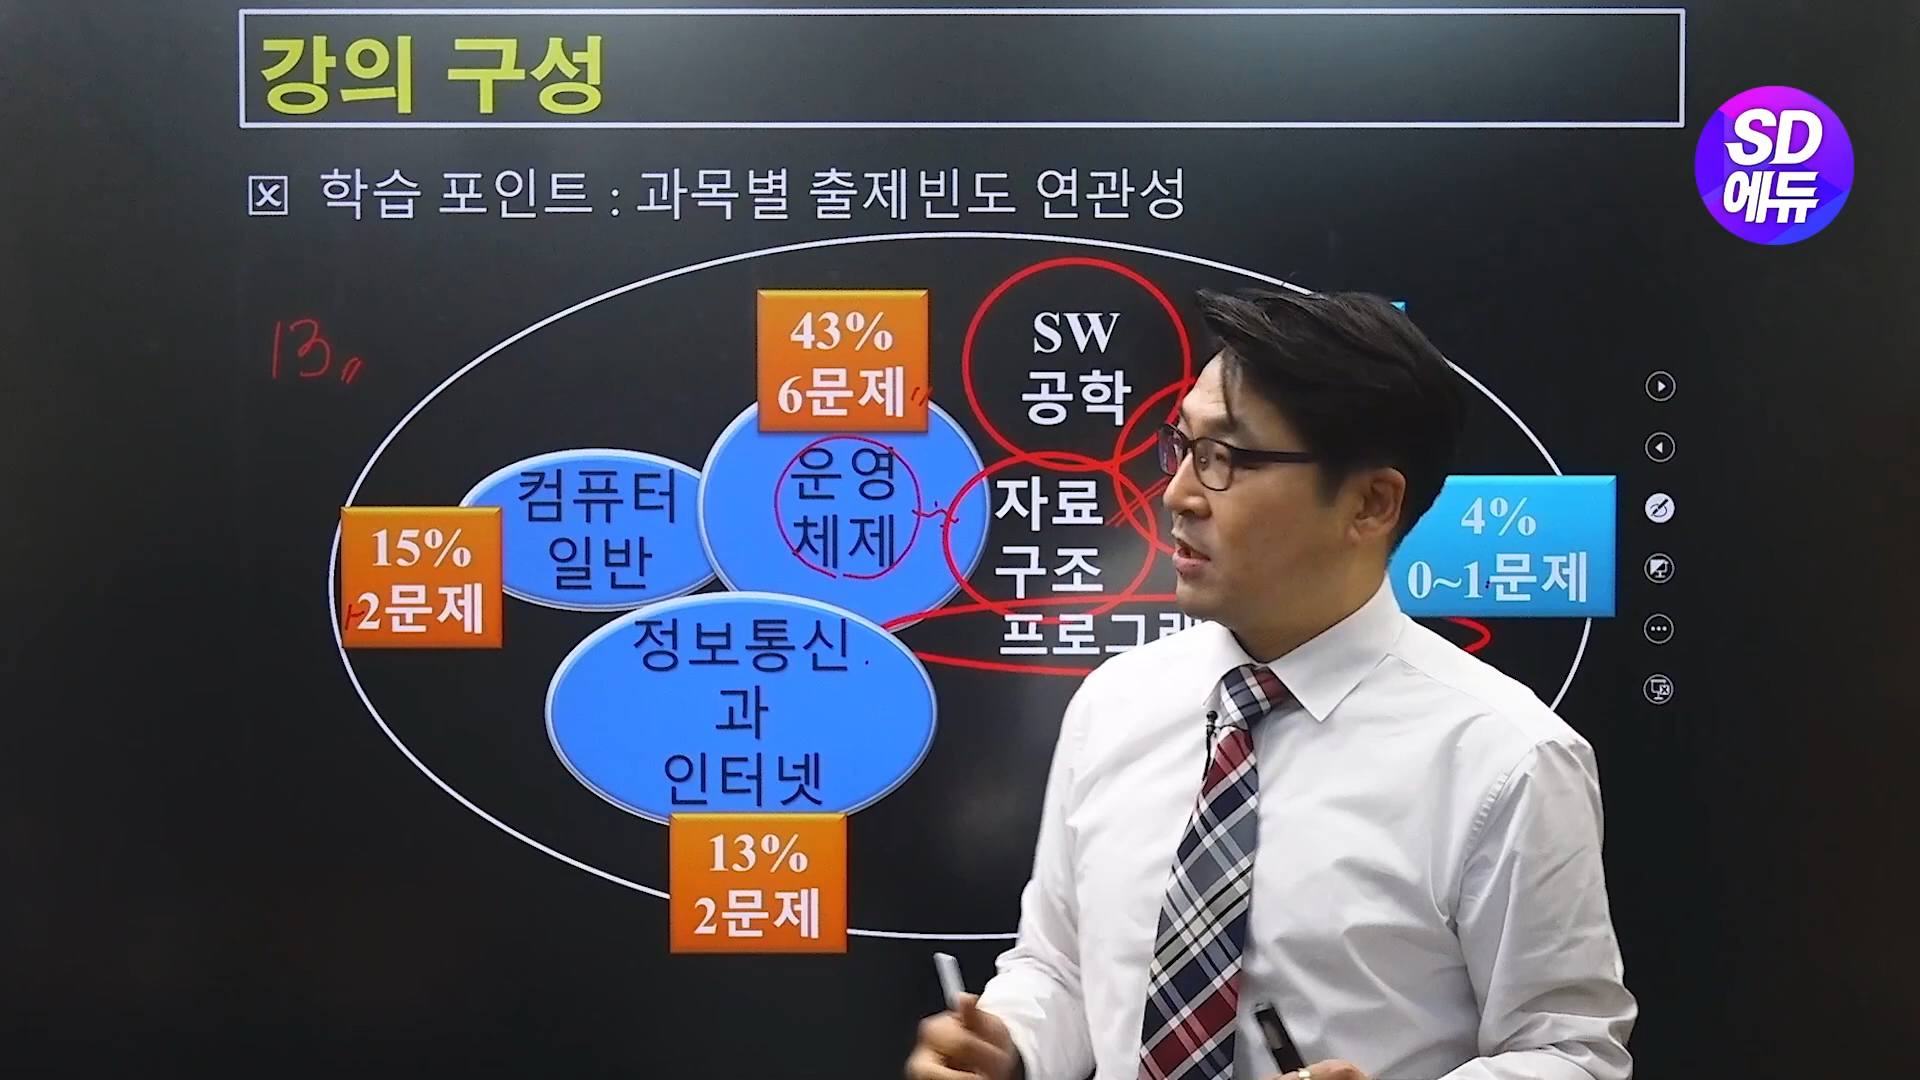 강의 구성
SD
에듀
학습 포인트 : 과목별 출제빈도 연관성
13
43%
6문제
SW
공학
컴퓨터
일반
운영
체제
자료
구조
15%
2문제
4%
0~1문제
프로그
정보통신
과
인터넷
13%
2문제